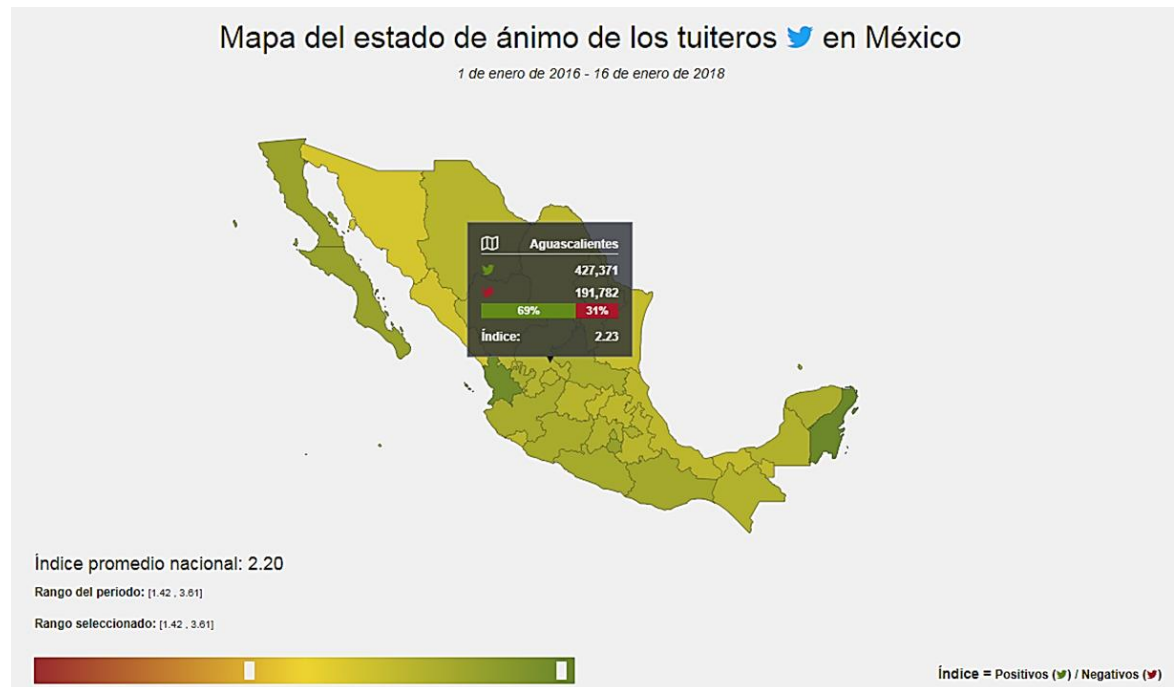 Mapa del estado de ánimo de los tuiteros en México
1 de enero de 2016 - 16 de enero de 2018
Aguascalientes
427,371
191,782
69% 31%
Índice: 2.23
Índice promedio nacional: 2.20
Rango del periodo: [1.42 , 3.61]
Rango seleccionado: [1.42 , 3.61]
Índice = Positivos ( ) / Negativos ( )